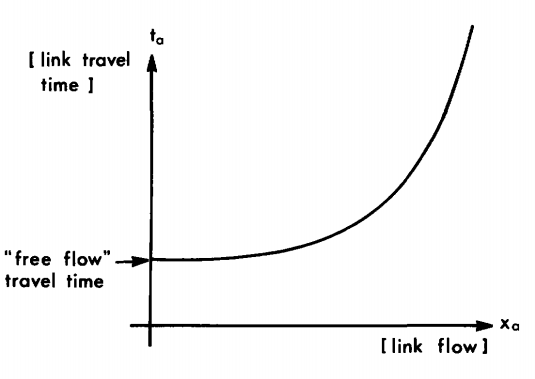 tₐ
[ link travel
time ]
"free flow"
travel time
xₐ
[ link flow ]